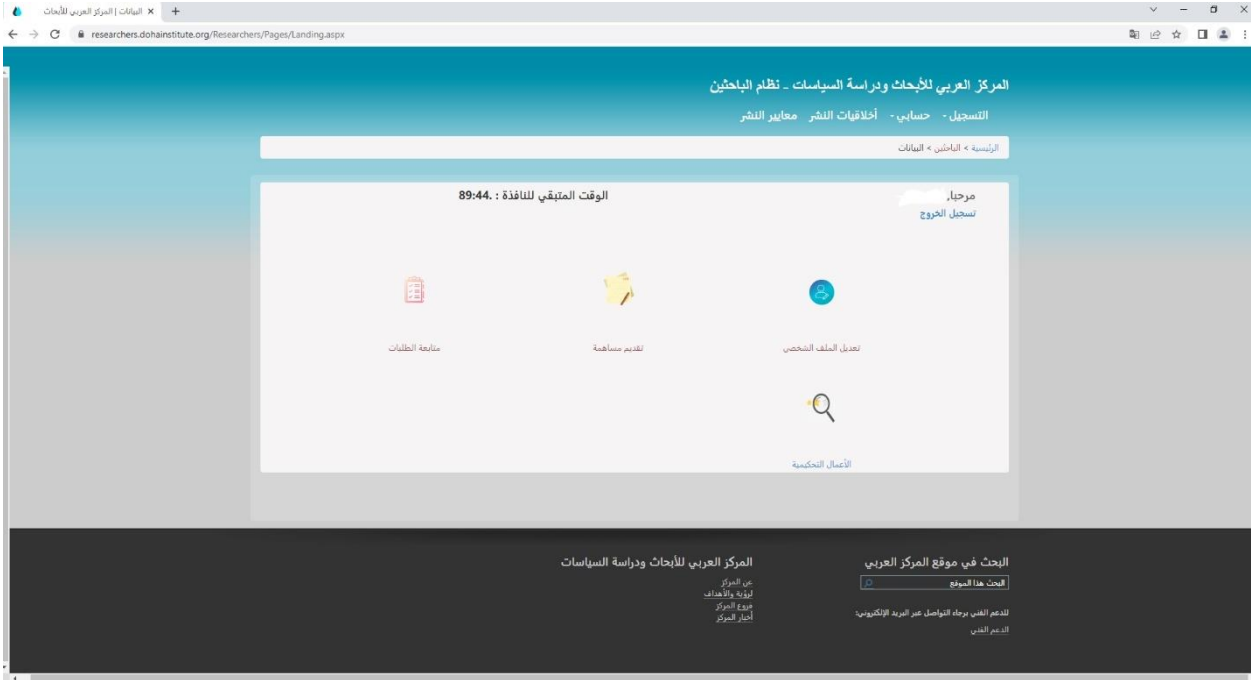 البيانات | المركز العربي للأبحاث
researchers.dohainstitute.org/Researchers/Pages/Landing.aspx
المركز العربي للأبحاث ودراسة السياسات ـ نظام الباحثين
التسجيل - حسابي - أخلاقيات النشر معايير النشر
الرئيسية > الباحثين > البيانات
مرحبا,
الوقت المتبقي للنافذة : .89:44
تسجيل الخروج
تعديل الملف الشخصي
تقديم مساهمة
متابعة الطلبات
الأعمال التحكيمية
البحث في موقع المركز العربي
البحث هذا الموقع
للدعم الفني برجاء التواصل عبر البريد الإلكتروني:
الدعم الفني
المركز العربي للأبحاث ودراسة السياسات
عن المركز
لرؤية والأهداف
فروع المركز
أخبار المركز